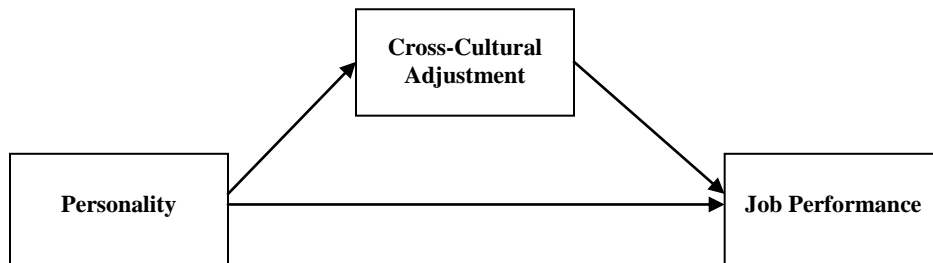 Cross-Cultural
Adjustment
Personality
Job Performance